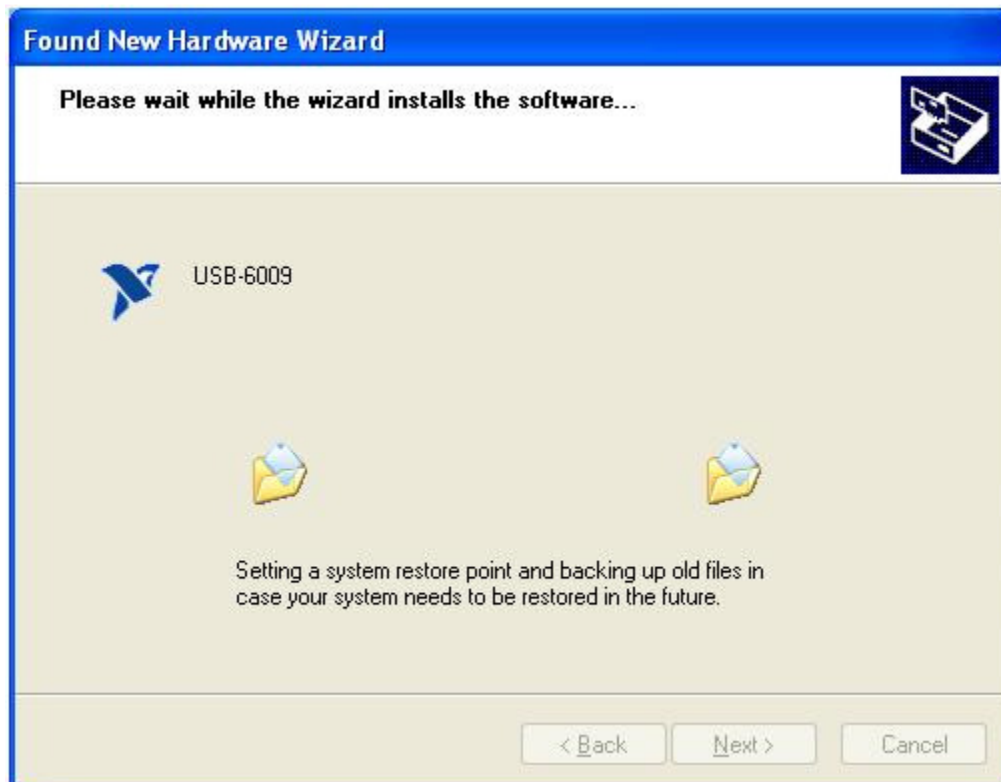 Found New Hardware Wizard
Please wait while the wizard installs the software...
USB-6009
Setting a system restore point and backing up old files in
case your system needs to be restored in the future.
< Back
Next >
Cancel